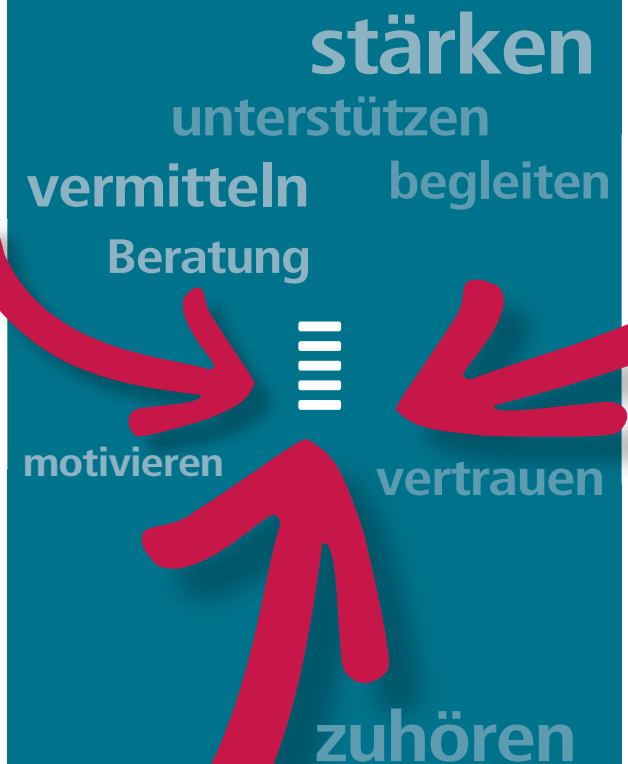 stärken
unterstützen
vermitteln
begleiten
Beratung
motivieren
vertrauen
zuhören